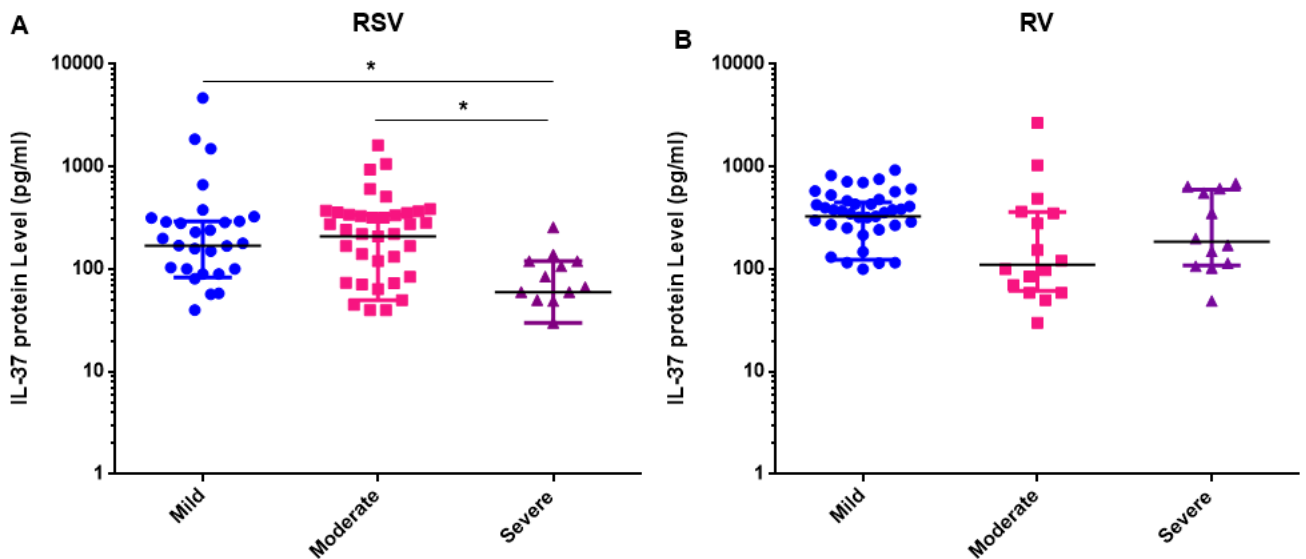 A
RSV
IL-37 protein Level (pg/ml)
10000
1000
100
10
1
*
*
Mild
Moderate
Severe
B
RV
IL-37 protein Level (pg/ml)
10000
1000
100
10
1
Mild
Moderate
Severe